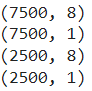 (7500, 8)
(7500, 1)
(2500, 8)
(2500, 1)